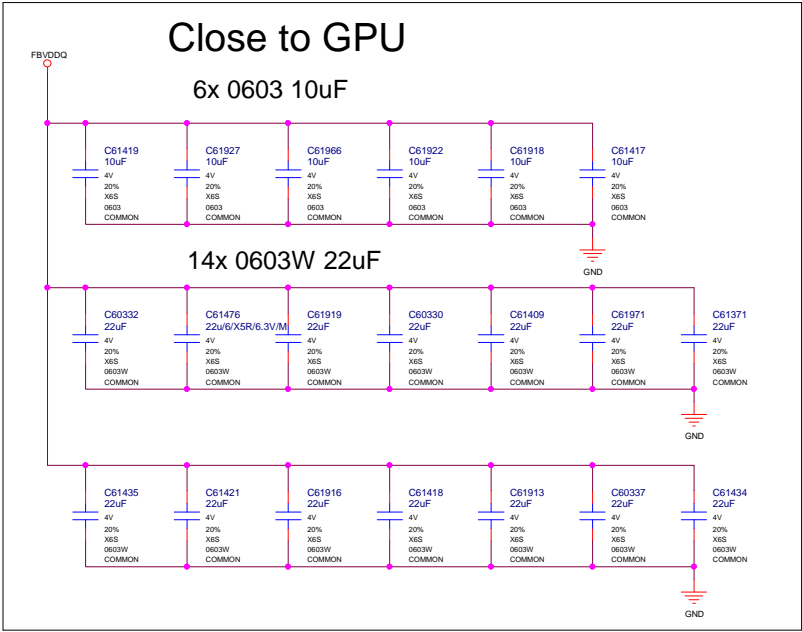 Close to GPU
FBVDDQ
6x 0603 10uF
C61419
10uF
4V
20%
X6S
0603
COMMON
C61927
10uF
4V
20%
X6S
0603
COMMON
C61966
10uF
4V
20%
X6S
0603
COMMON
C61922
10uF
4V
20%
X6S
0603
COMMON
C61918
10uF
4V
20%
X6S
0603
COMMON
C61417
10uF
4V
20%
X6S
0603
COMMON
GND
14x 0603W 22uF
C60332
22uF
4V
20%
X6S
0603W
COMMON
C61476
22u/6/X5R/6.3V/M
4V
20%
X6S
0603W
COMMON
C61919
22uF
4V
20%
X6S
0603W
COMMON
C60330
22uF
4V
20%
X6S
0603W
COMMON
C61409
22uF
4V
20%
X6S
0603W
COMMON
C61971
22uF
4V
20%
X6S
0603W
COMMON
C61371
22uF
4V
20%
X6S
0603W
COMMON
GND
C61435
22uF
4V
20%
X6S
0603W
COMMON
C61421
22uF
4V
20%
X6S
0603W
COMMON
C61916
22uF
4V
20%
X6S
0603W
COMMON
C61418
22uF
4V
20%
X6S
0603W
COMMON
C61913
22uF
4V
20%
X6S
0603W
COMMON
C60337
22uF
4V
20%
X6S
0603W
COMMON
C61434
22uF
4V
20%
X6S
0603W
COMMON
GND